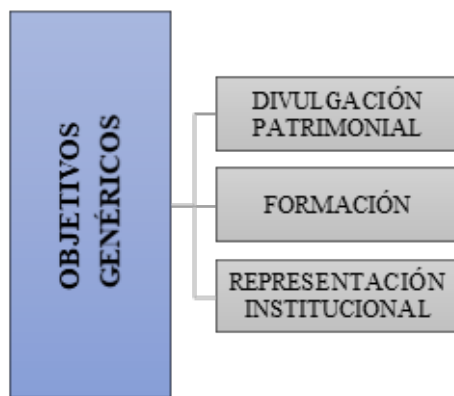 OBJETIVOS
GENÉRICOS
DIVULGACIÓN
PATRIMONIAL
FORMACIÓN
REPRESENTACIÓN
INSTITUCIONAL